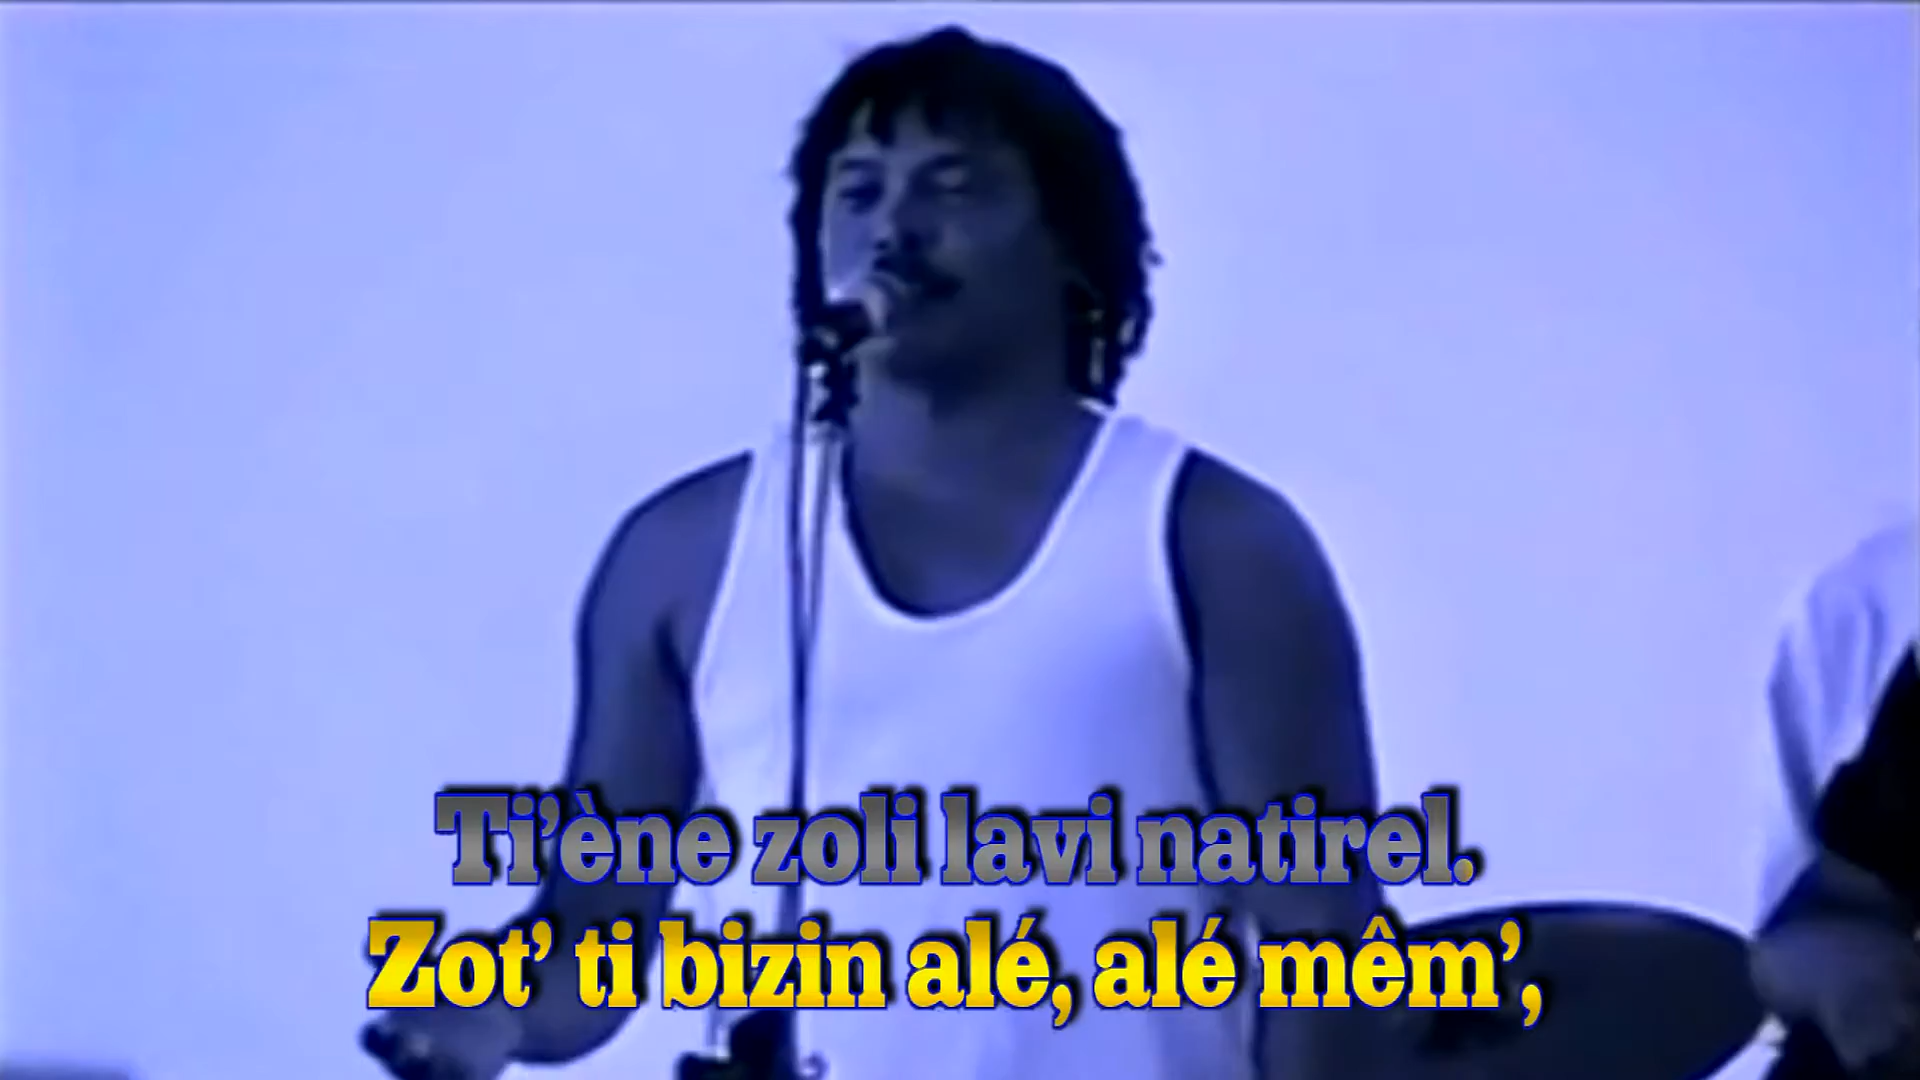 Ti’ène zoli lavi natirel.
Zot’ ti bizin alé, alé mêm’,